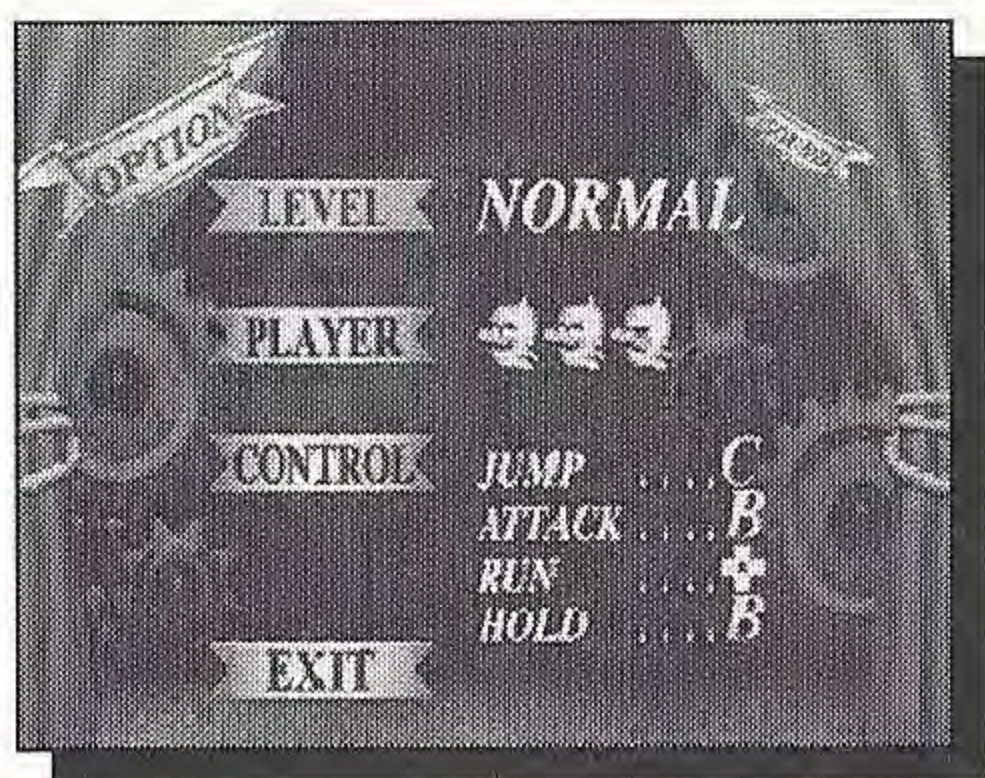 OPTION
LEVEL NORMAL
PLAYER
CONTROL
JUMP ....C
ATTACK ....B
RUN ....
HOLD ....B
EXIT